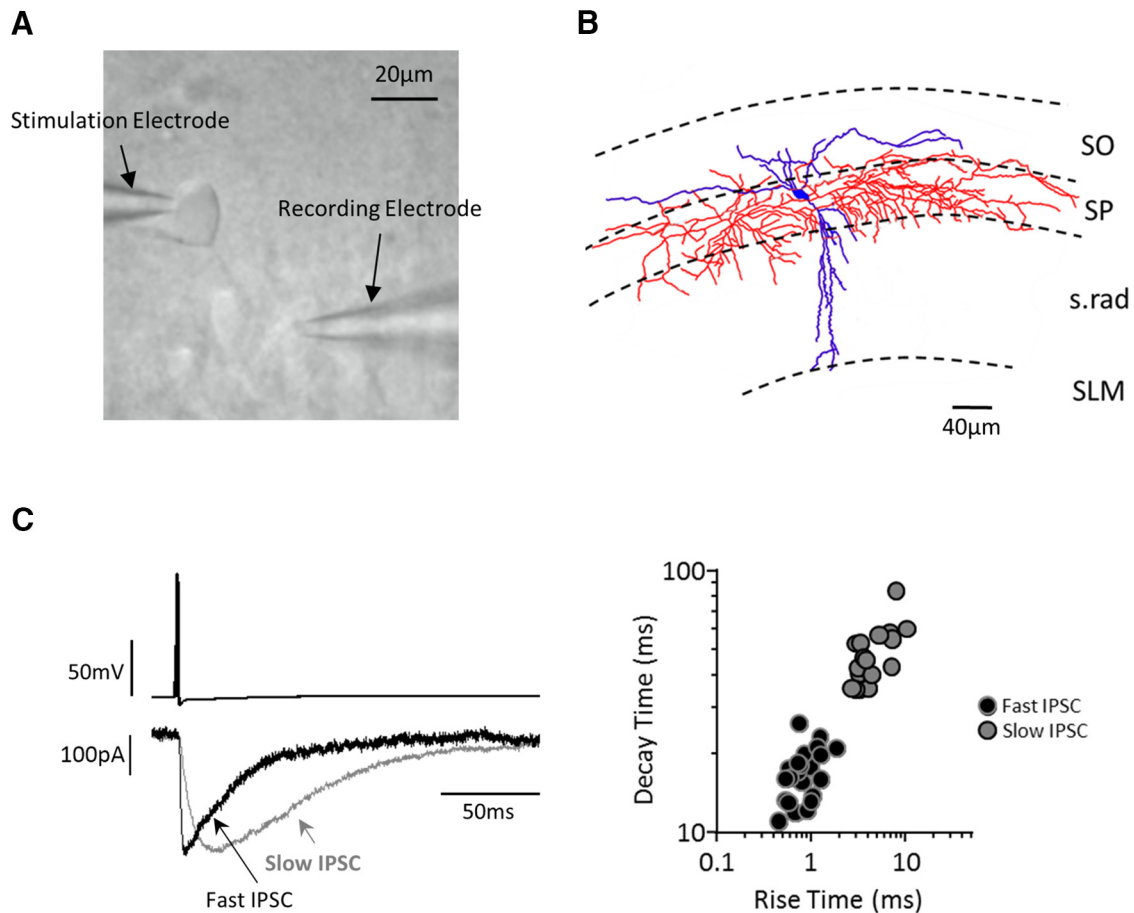 A
20µm
Stimulation Electrode
Recording Electrode
B
SO
SP
s.rad
SLM
40µm
C
50mV
100pA
50ms
Slow IPSC
Fast IPSC
100
10
Decay Time (ms)
0.1
1
10
Rise Time (ms)
Fast IPSC
Slow IPSC